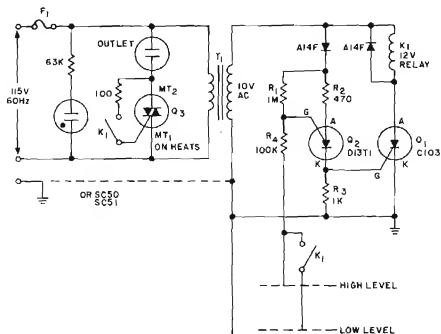 F1
115V
60Hz
63K
OUTLET
100
K1
MT2
Q3
MT1
ON HEATS
OR SC50
SC51
T1
10V
AC
A14F
A14F
K1
12V
RELAY
R1
1M
R2
470
R4
100K
G
A
Q2
D13T1
K
R3
1K
G
A
Q1
C103
K
K1
HIGH LEVEL
LOW LEVEL